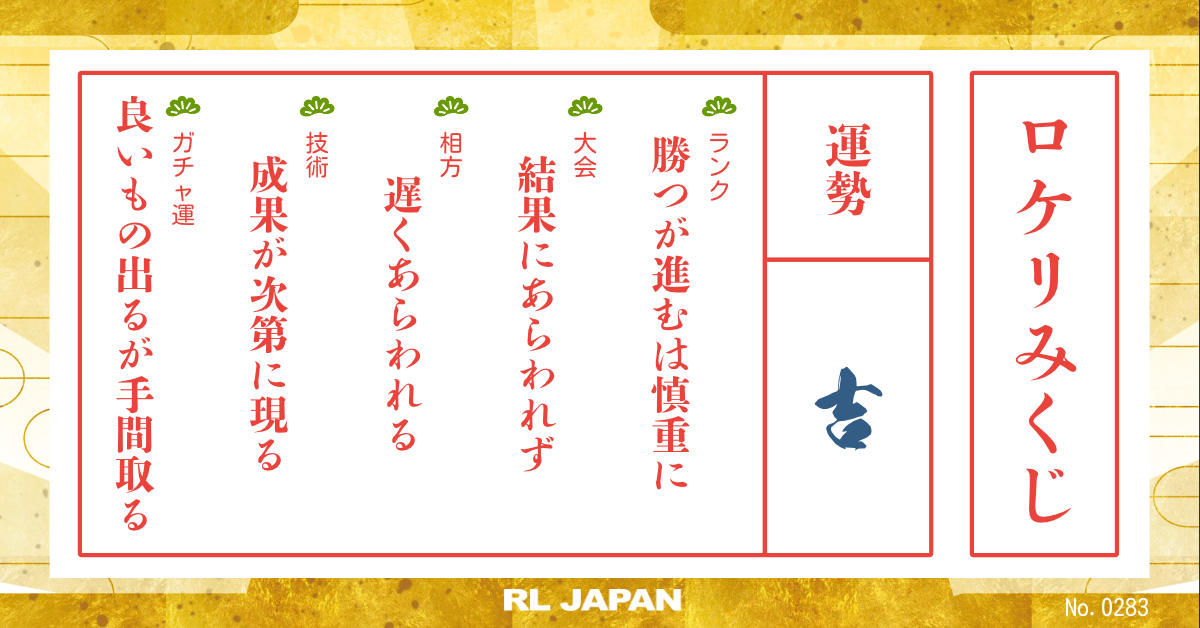 ロケリみくじ
運勢
吉
ランク
勝つが進むは慎重に
大会
結果にあらわれず
相方
遅くあらわれる
技術
成果が次第に現る
ガチャ運
良いもの出るが手間取る
RL JAPAN
No. 0283